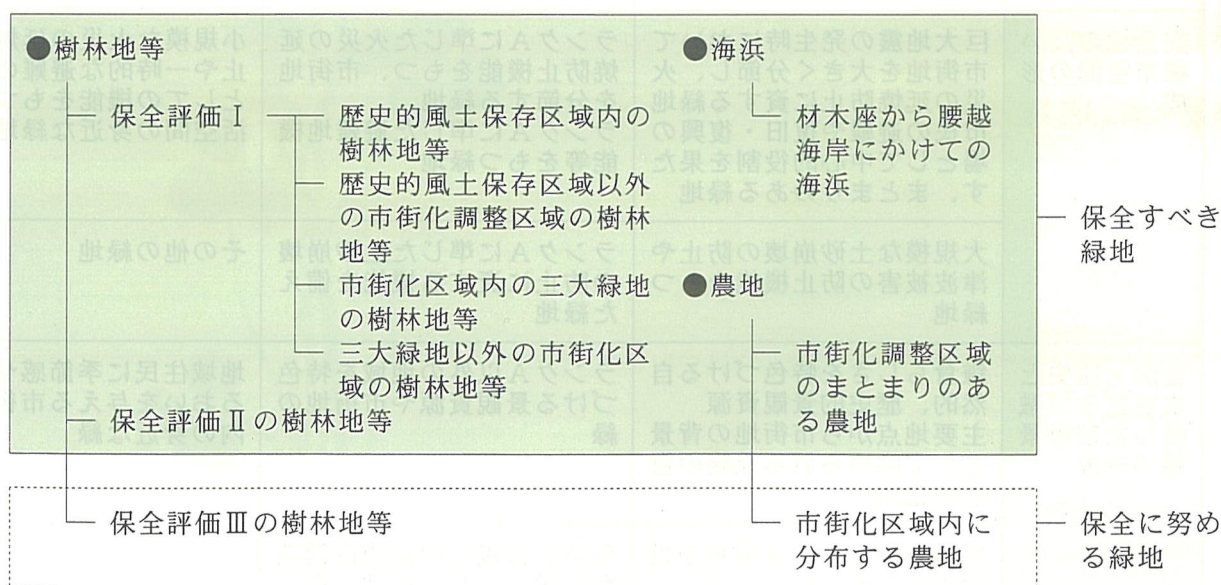 ●樹林地等
保全評価Ⅰ
歴史的風土保存区域内の
樹林地等
歴史的風土保存区域以外
の市街化調整区域の樹林
地等
市街化区域内の三大緑地
の樹林地等
三大緑地以外の市街化区
域の樹林地等
保全評価Ⅱの樹林地等
保全評価Ⅲの樹林地等
●海浜
材木座から腰越
海岸にかけての
海浜
●農地
市街化調整区域
のまとまりのあ
る農地
市街化区域内に
分布する農地
保全すべき
緑地
保全に努め
る緑地